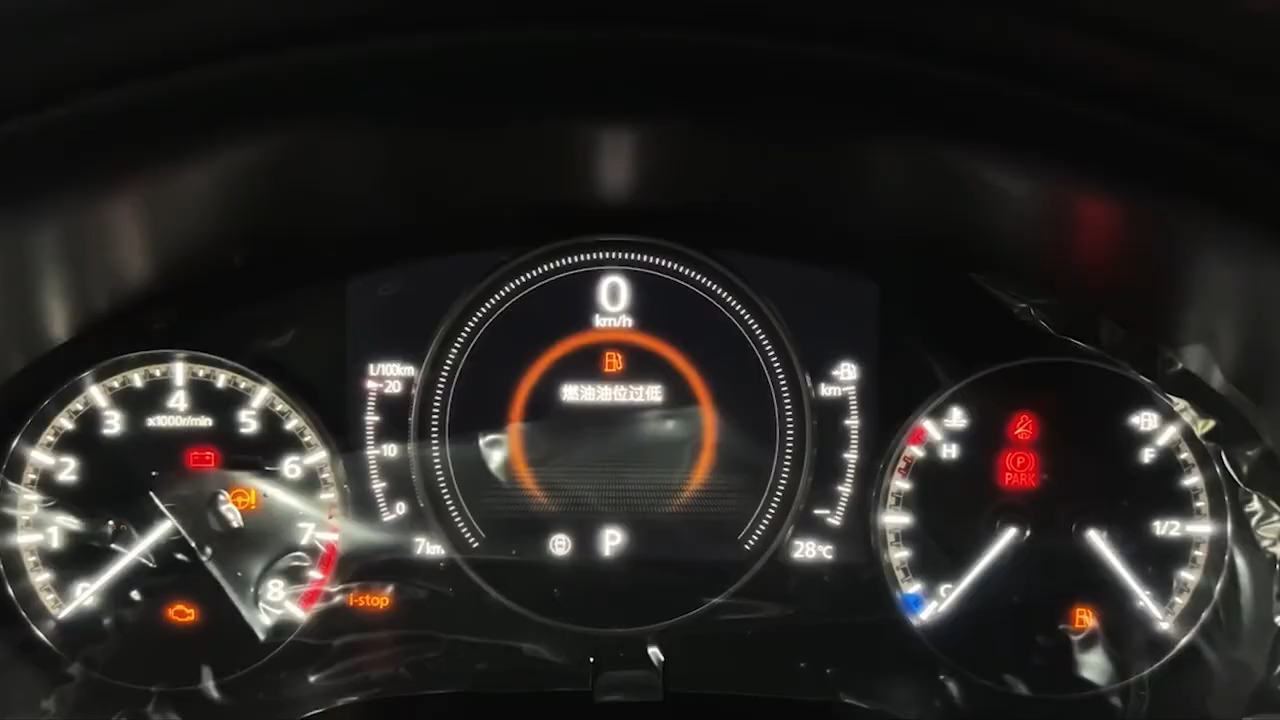 0
km/h
燃油油位过低
P
L/100km
20
10
0
7km
km
28℃
1
2
3
4
5
6
7
8
x1000r/min
i-stop
H
PARK
F
1/2